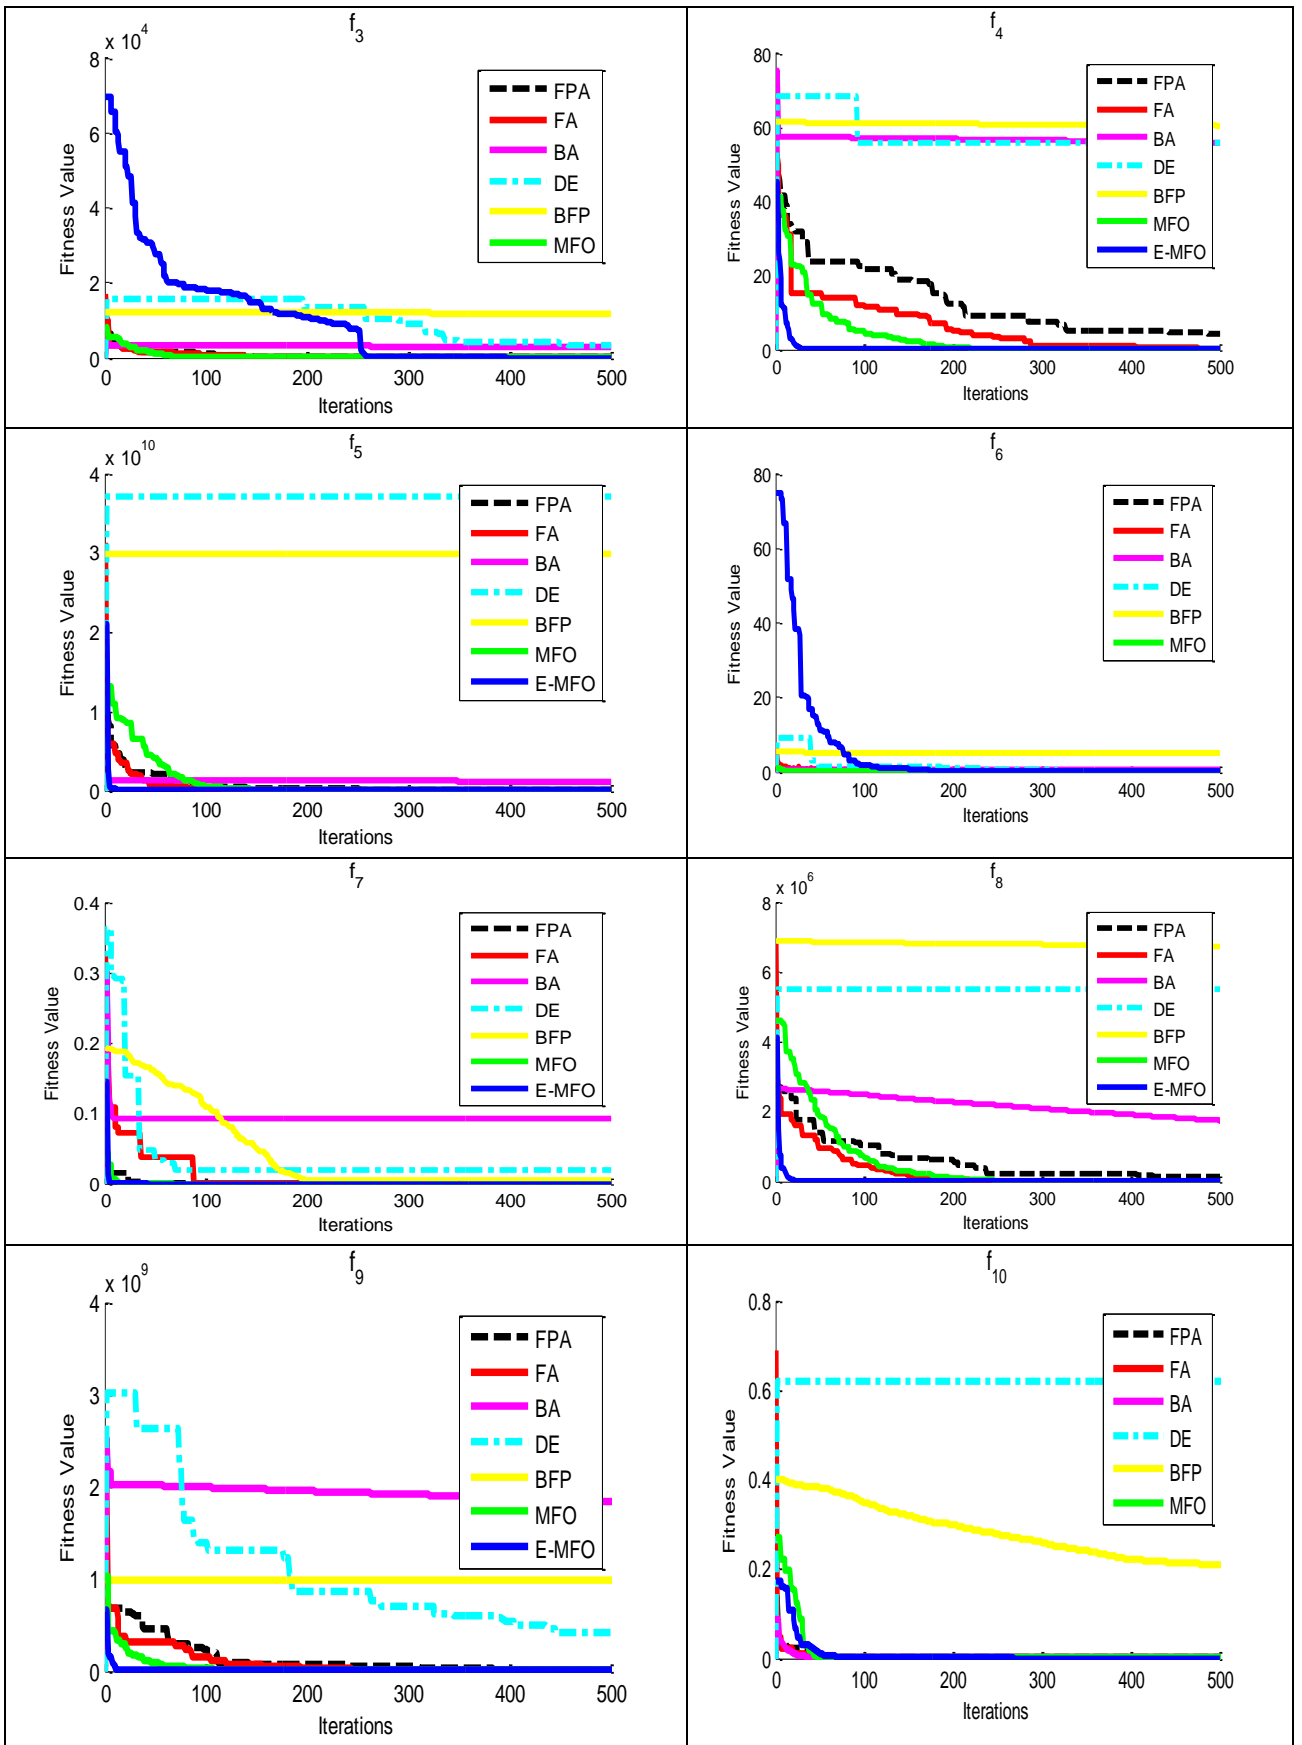 f3
x 10^4
8
6
4
2
0
0 100 200 300 400 500
Fitness Value
Iterations
FPA
FA
BA
DE
BFP
MFO
f4
80
60
40
20
0
0 100 200 300 400 500
Fitness Value
Iterations
FPA
FA
BA
DE
BFP
MFO
E-MFO
f5
x 10^10
4
3
2
1
0
0 100 200 300 400 500
Fitness Value
Iterations
FPA
FA
BA
DE
BFP
MFO
E-MFO
f6
80
60
40
20
0
0 100 200 300 400 500
Fitness Value
Iterations
FPA
FA
BA
DE
BFP
MFO
f7
0.4
0.3
0.2
0.1
0
0 100 200 300 400 500
Fitness Value
Iterations
FPA
FA
BA
DE
BFP
MFO
E-MFO
f8
x 10^6
8
6
4
2
0
0 100 200 300 400 500
Fitness Value
Iterations
FPA
FA
BA
DE
BFP
MFO
E-MFO
f9
x 10^9
4
3
2
1
0
0 100 200 300 400 500
Fitness Value
Iterations
FPA
FA
BA
DE
BFP
MFO
E-MFO
f10
0.8
0.6
0.4
0.2
0
0 100 200 300 400 500
Fitness Value
Iterations
FPA
FA
BA
DE
BFP
MFO